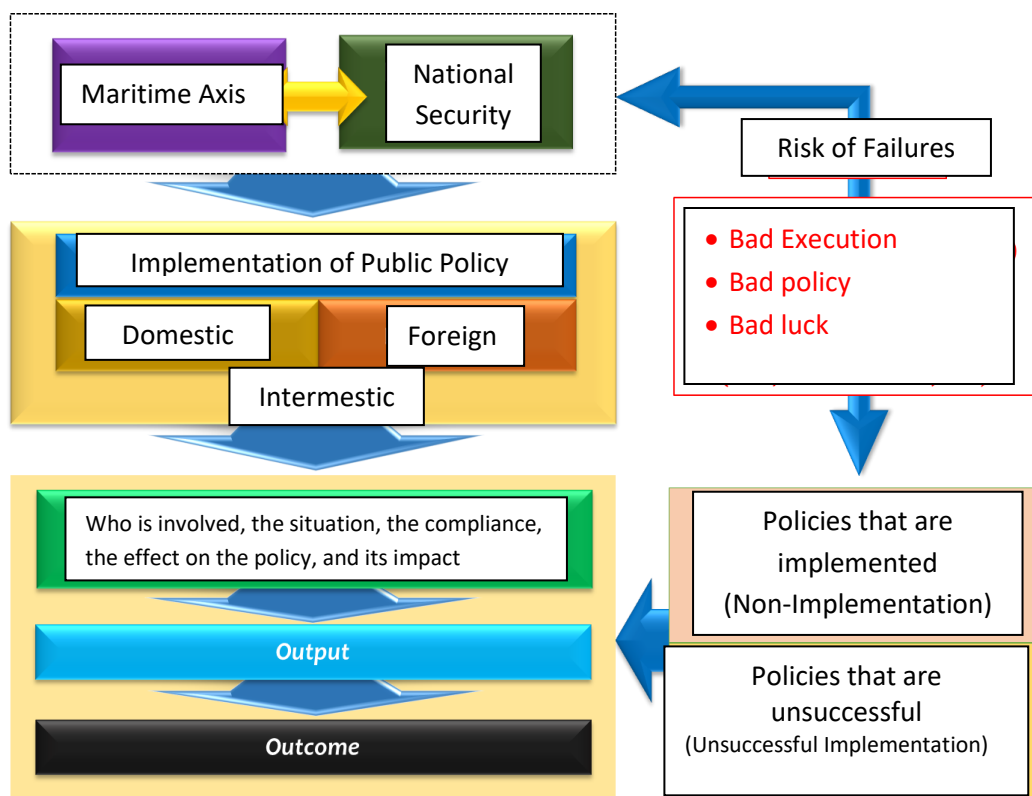 Maritime Axis
National
Security
Risk of Failures
Implementation of Public Policy
Domestic
Foreign
Intermestic
• Bad Execution
• Bad policy
• Bad luck
Who is involved, the situation, the compliance,
the effect on the policy, and its impact
Output
Outcome
Policies that are
implemented
(Non-Implementation)
Policies that are
unsuccessful
(Unsuccessful Implementation)